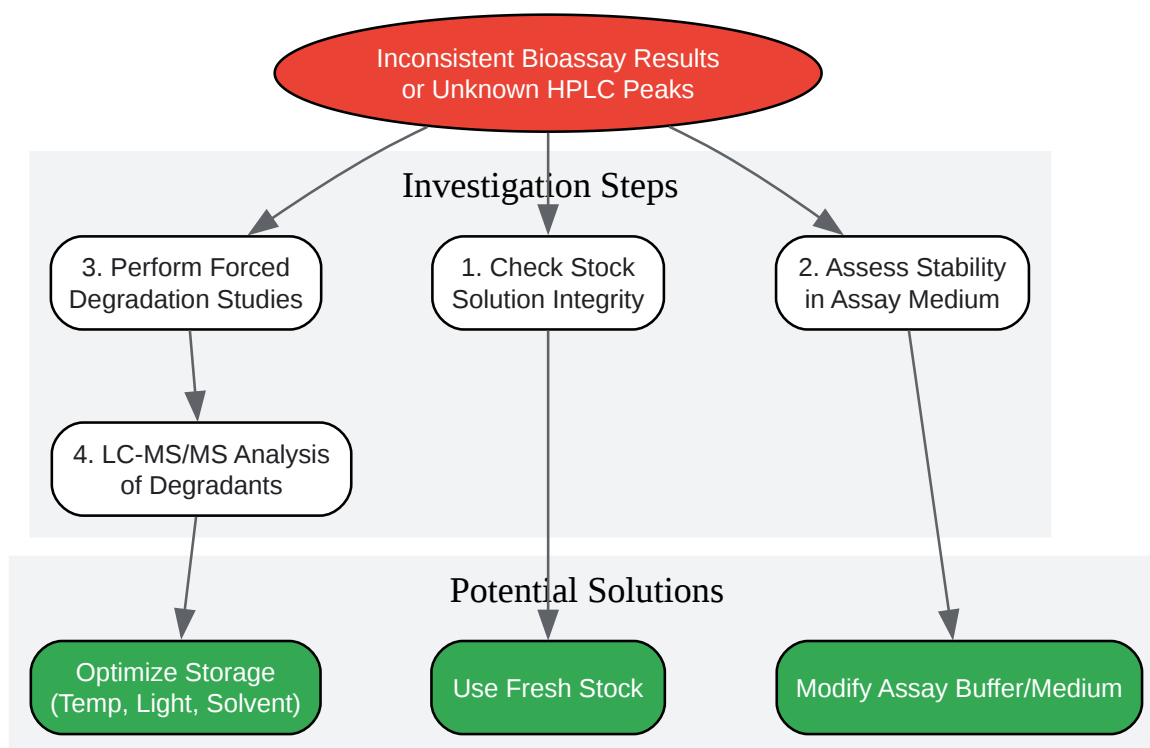 Inconsistent Bioassay Results
or Unknown HPLC Peaks
Investigation Steps
3. Perform Forced
Degradation Studies
1. Check Stock
Solution Integrity
2. Assess Stability
in Assay Medium
4. LC-MS/MS Analysis
of Degradants
Potential Solutions
Optimize Storage
(Temp, Light, Solvent)
Use Fresh Stock
Modify Assay Buffer/Medium